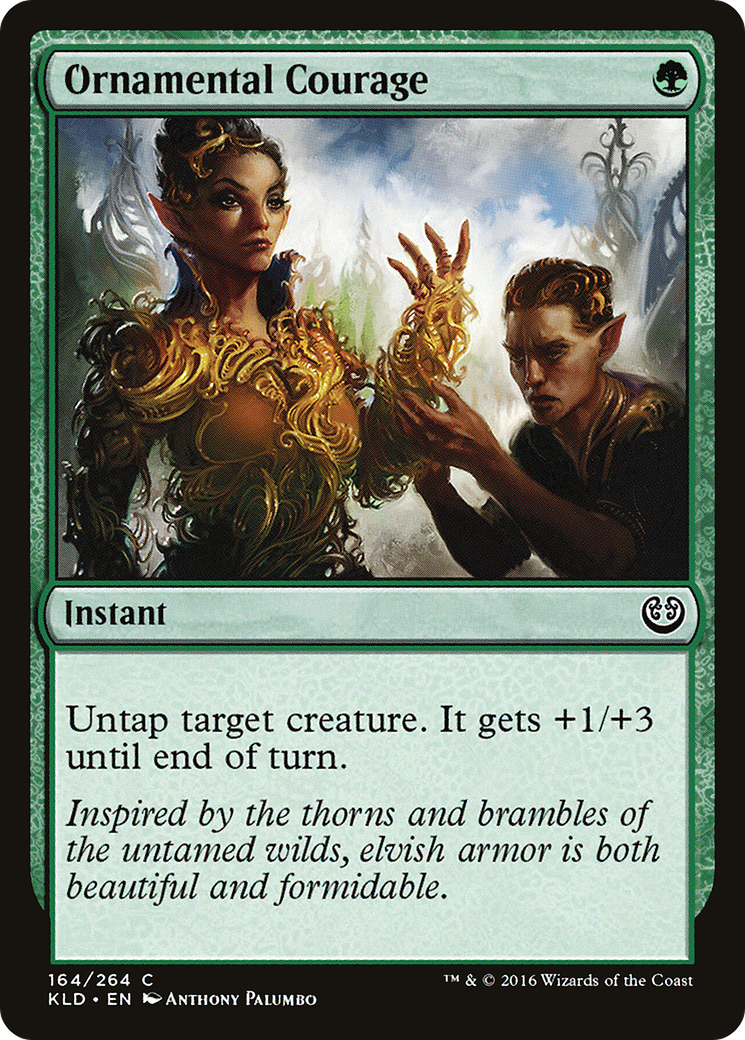 Ornamental Courage
Instant
Untap target creature. It gets +1/+3
until end of turn.
Inspired by the thorns and brambles of
the untamed wilds, elvish armor is both
beautiful and formidable.
164/264 C
KLD • EN Anthony Palumbo
™ & © 2016 Wizards of the Coast